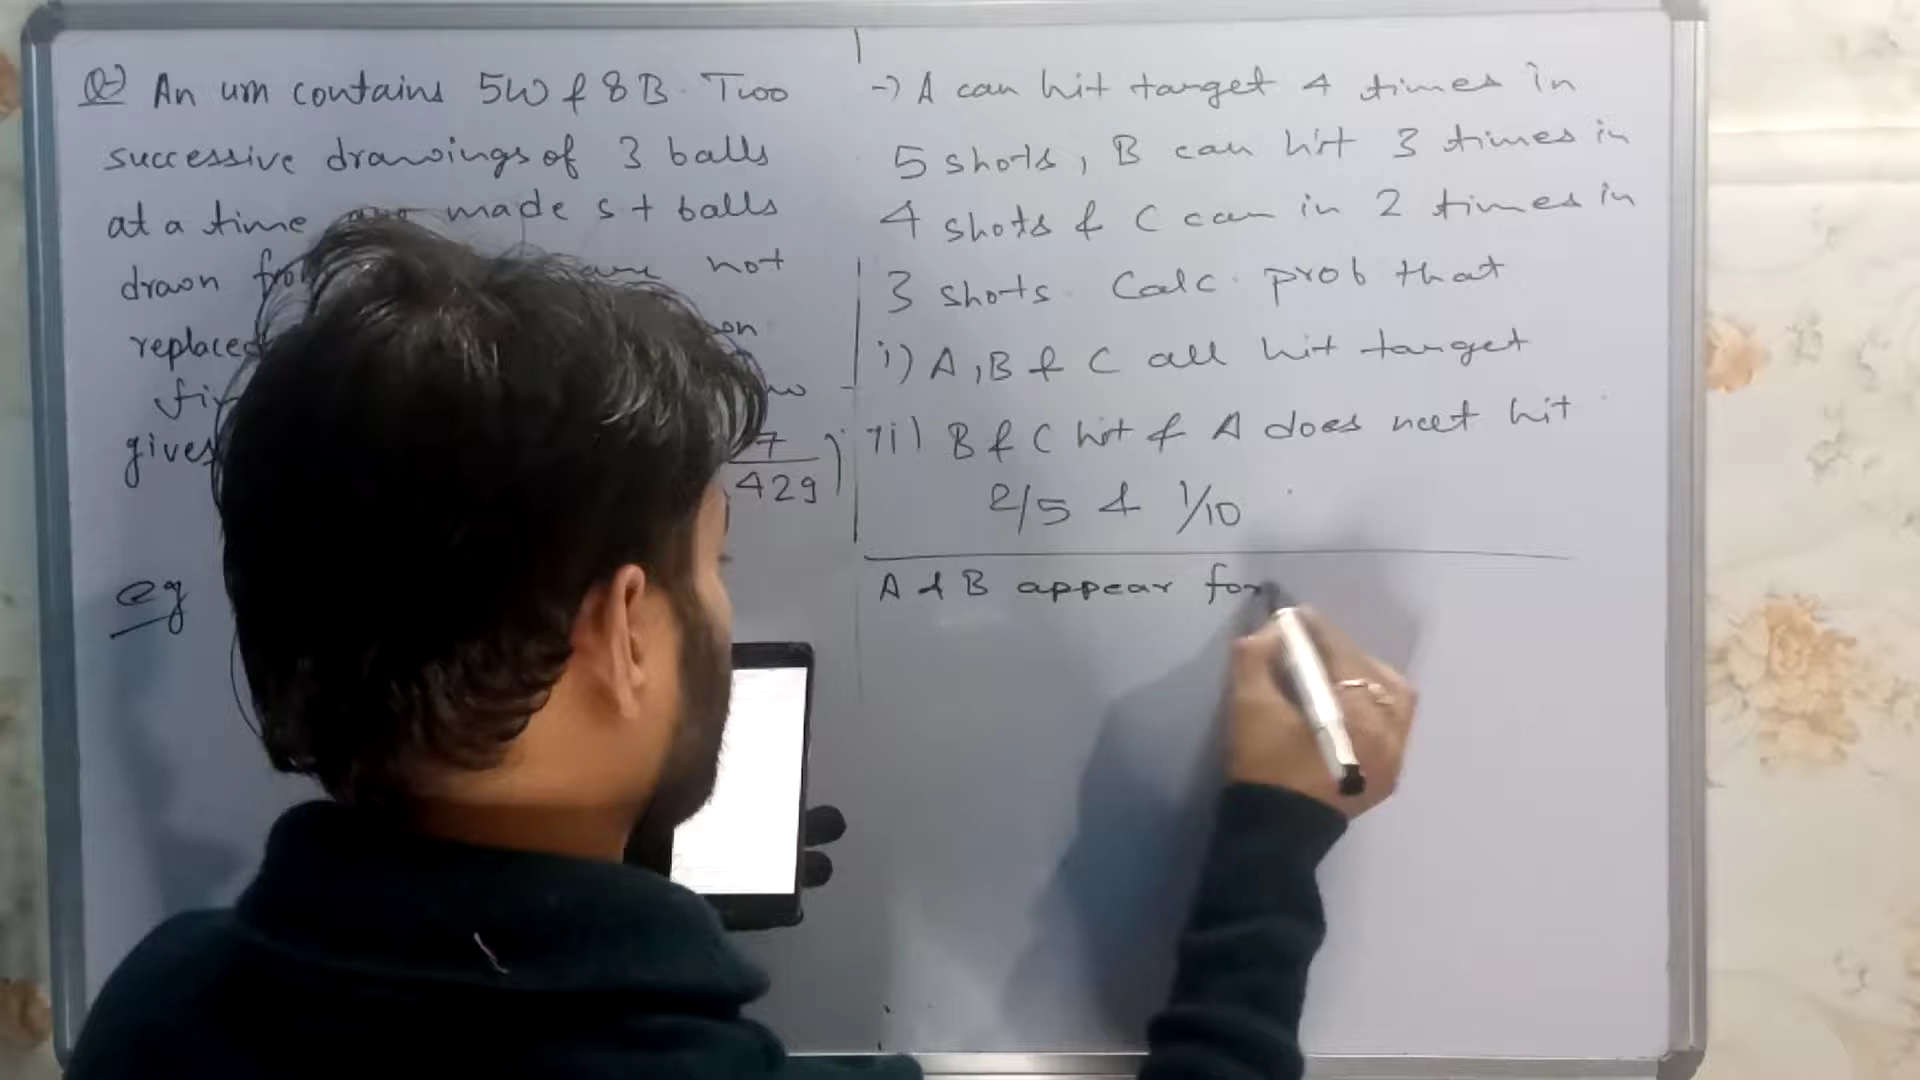 Q) An urn contains 5W & 8B. Two
successive drawings of 3 balls
at a time are made s t balls
drawn are not
replaced
gives 7/429)
eg
→ A can hit target 4 times in
5 shots, B can hit 3 times in
4 shots & C can in 2 times in
3 shots. Calc. prob that
i) A, B & C all hit target
ii) B & C hit & A does not hit
2/5 & 1/10
A & B appear for